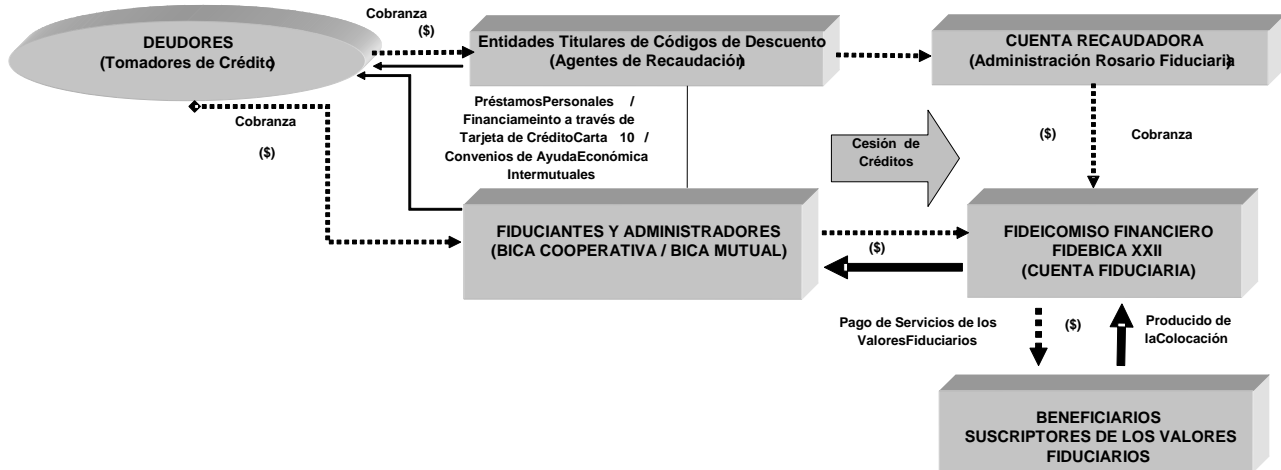 Cobranza
($)
DEUDORES
(Tomadores de Crédito)
Entidades Titulares de Códigos de Descuento
(Agentes de Recaudación)
CUENTA RECAUDADORA
(Administración Rosario Fiduciaria)
PréstamosPersonales /
Financiameinto a través de
Tarjeta de CréditoCarta 10 /
Convenios de AyudaEconómica
Intermutuales
Cobranza
($)
Cesión de
Créditos
($)
Cobranza
FIDUCIANTES Y ADMINISTRADORES
(BICA COOPERATIVA / BICA MUTUAL)
($)
FIDEICOMISO FINANCIERO
FIDEBICA XXII
(CUENTA FIDUCIARIA)
Pago de Servicios de los
ValoresFiduciarios
($)
Producido de
laColocación
BENEFICIARIOS
SUSCRIPTORES DE LOS VALORES
FIDUCIARIOS